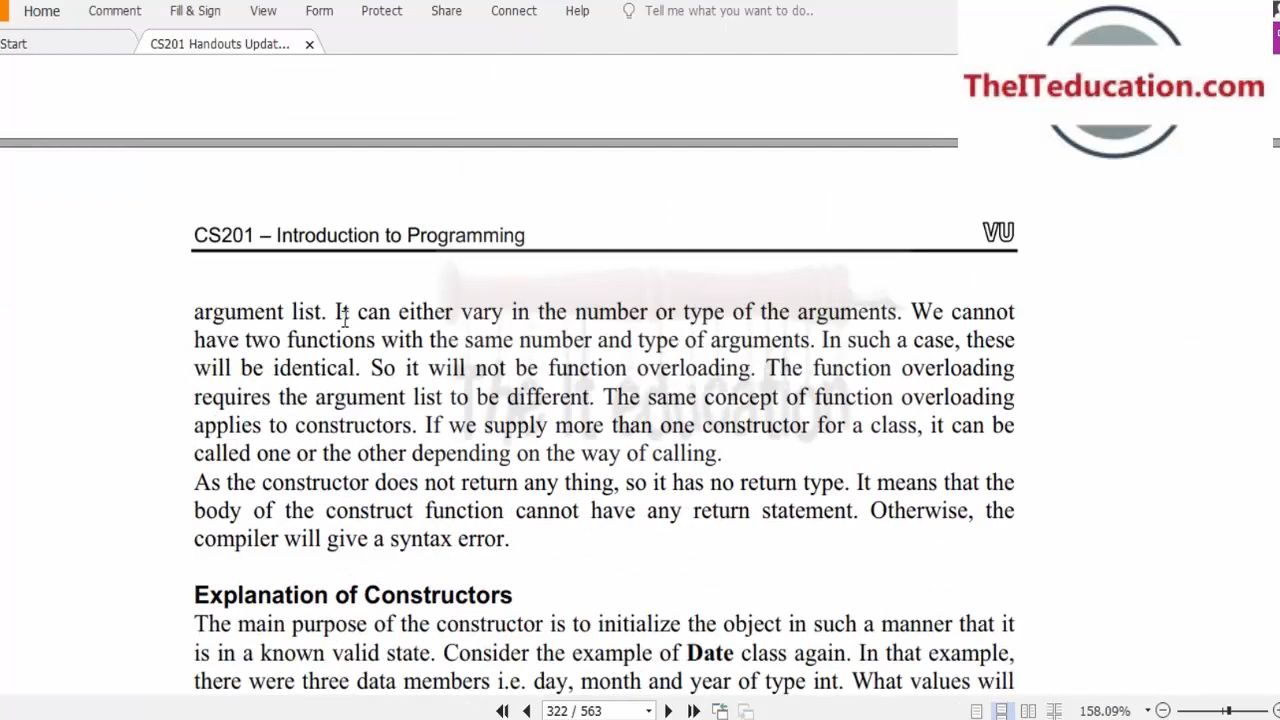 Home Comment Fill & Sign View Form Protect Share Connect Help Tell me what you want to do..
Start CS201 Handouts Updat... ×
TheITeducation.com
CS201 – Introduction to Programming VU
argument list. It can either vary in the number or type of the arguments. We cannot
have two functions with the same number and type of arguments. In such a case, these
will be identical. So it will not be function overloading. The function overloading
requires the argument list to be different. The same concept of function overloading
applies to constructors. If we supply more than one constructor for a class, it can be
called one or the other depending on the way of calling.
The IT education
As the constructor does not return any thing, so it has no return type. It means that the
body of the construct function cannot have any return statement. Otherwise, the
compiler will give a syntax error.
Explanation of Constructors
The main purpose of the constructor is to initialize the object in such a manner that it
is in a known valid state. Consider the example of Date class again. In that example,
there were three data members i.e. day, month and year of type int. What values will
322 / 563 158.09%